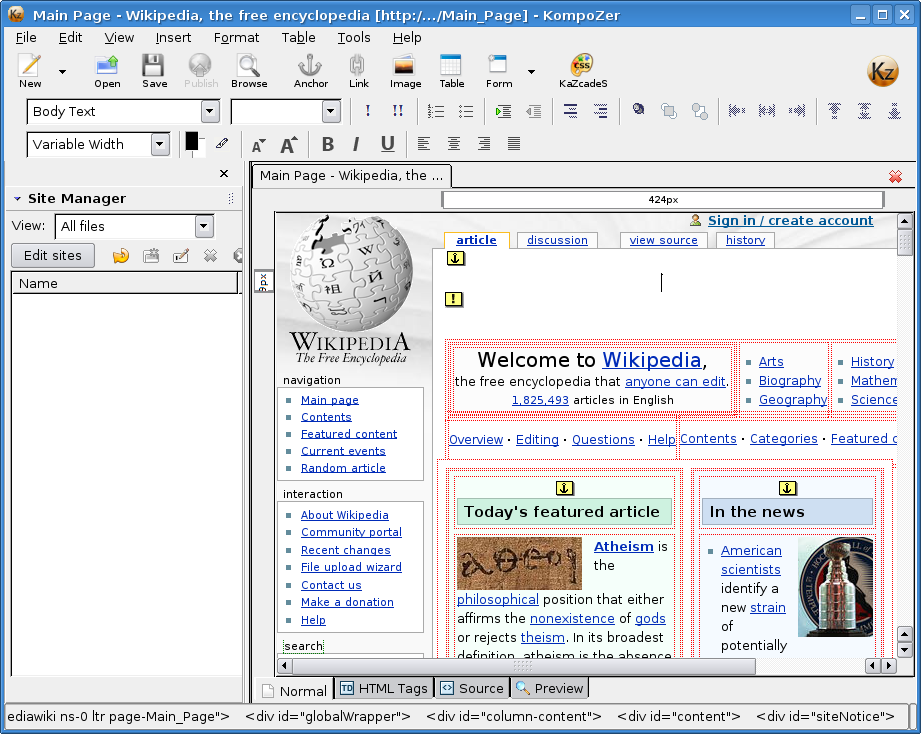 Main Page - Wikipedia, the free encyclopedia [http:/.../Main_Page] - KompoZer
File Edit View Insert Format Table Tools Help
New Open Save Publish Browse Anchor Link Image Table Form KaZcadeS Kz
Body Text ! !!
Variable Width A A B I U
Main Page - Wikipedia, the ...
Site Manager
424px
View: All files
Sign in / create account
article discussion view source history
Edit sites
Name
px
WIKIPEDIA
The Free Encyclopedia
navigation
Main page
Contents
Featured content
Current events
Random article
interaction
About Wikipedia
Community portal
Recent changes
File upload wizard
Contact us
Make a donation
Help
search
Welcome to Wikipedia,
the free encyclopedia that anyone can edit.
1,825,493 articles in English
Arts
Biography
Geography
History
Mathem
Science
Overview · Editing · Questions · Help
Contents · Categories · Featured c
Today's featured article
Atheism is
the
philosophical position that either
affirms the nonexistence of gods
or rejects theism. In its broadest
definition, atheism is the absence
In the news
American
scientists
identify a
new strain
of
potentially
Normal TD HTML Tags <> Source Preview
ediawiki ns-0 ltr page-Main_Page"> <div id="globalWrapper"> <div id="column-content"> <div id="content"> <div id="siteNotice">